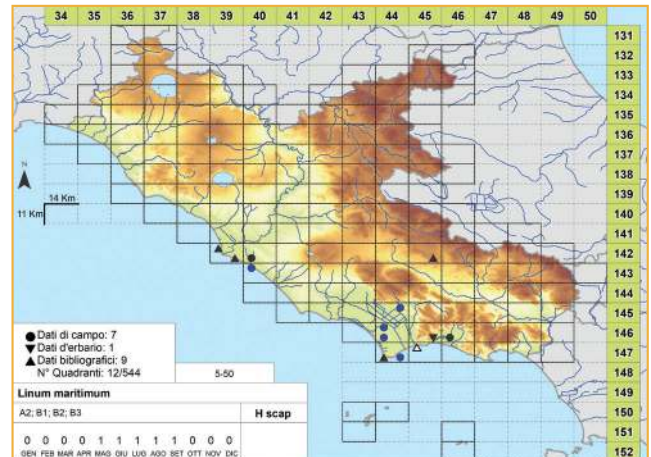 34 35 36 37 38 39 40 41 42 43 44 45 46 47 48 49 50
131
132
133
134
135
136
137
138
139
140
141
142
143
144
145
146
147
149
150
151
152
N
14 Km
11 Km
Dati di campo: 7
Dati d'erbario: 1
Dati bibliografici: 9
N° Quadranti: 12/544
5-50
Linum maritimum
A2; B1; B2; B3
H scap
0 0 0 0 1 1 1 1 1 0 0 0
GEN FEB MAR APR MAG GIU LUG AGO SET OTT NOV DIC